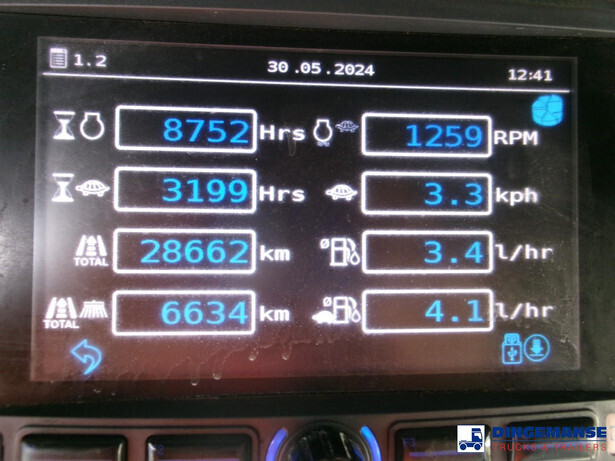 1.2 30.05.2024 12:41
8752 Hrs 1259 RPM
3199 Hrs 3.3 kph
TOTAL 28662 km 3.4 l/hr
TOTAL 6634 km 4.1 l/hr
DINGEMANSE
TRUCKS & TRAILERS